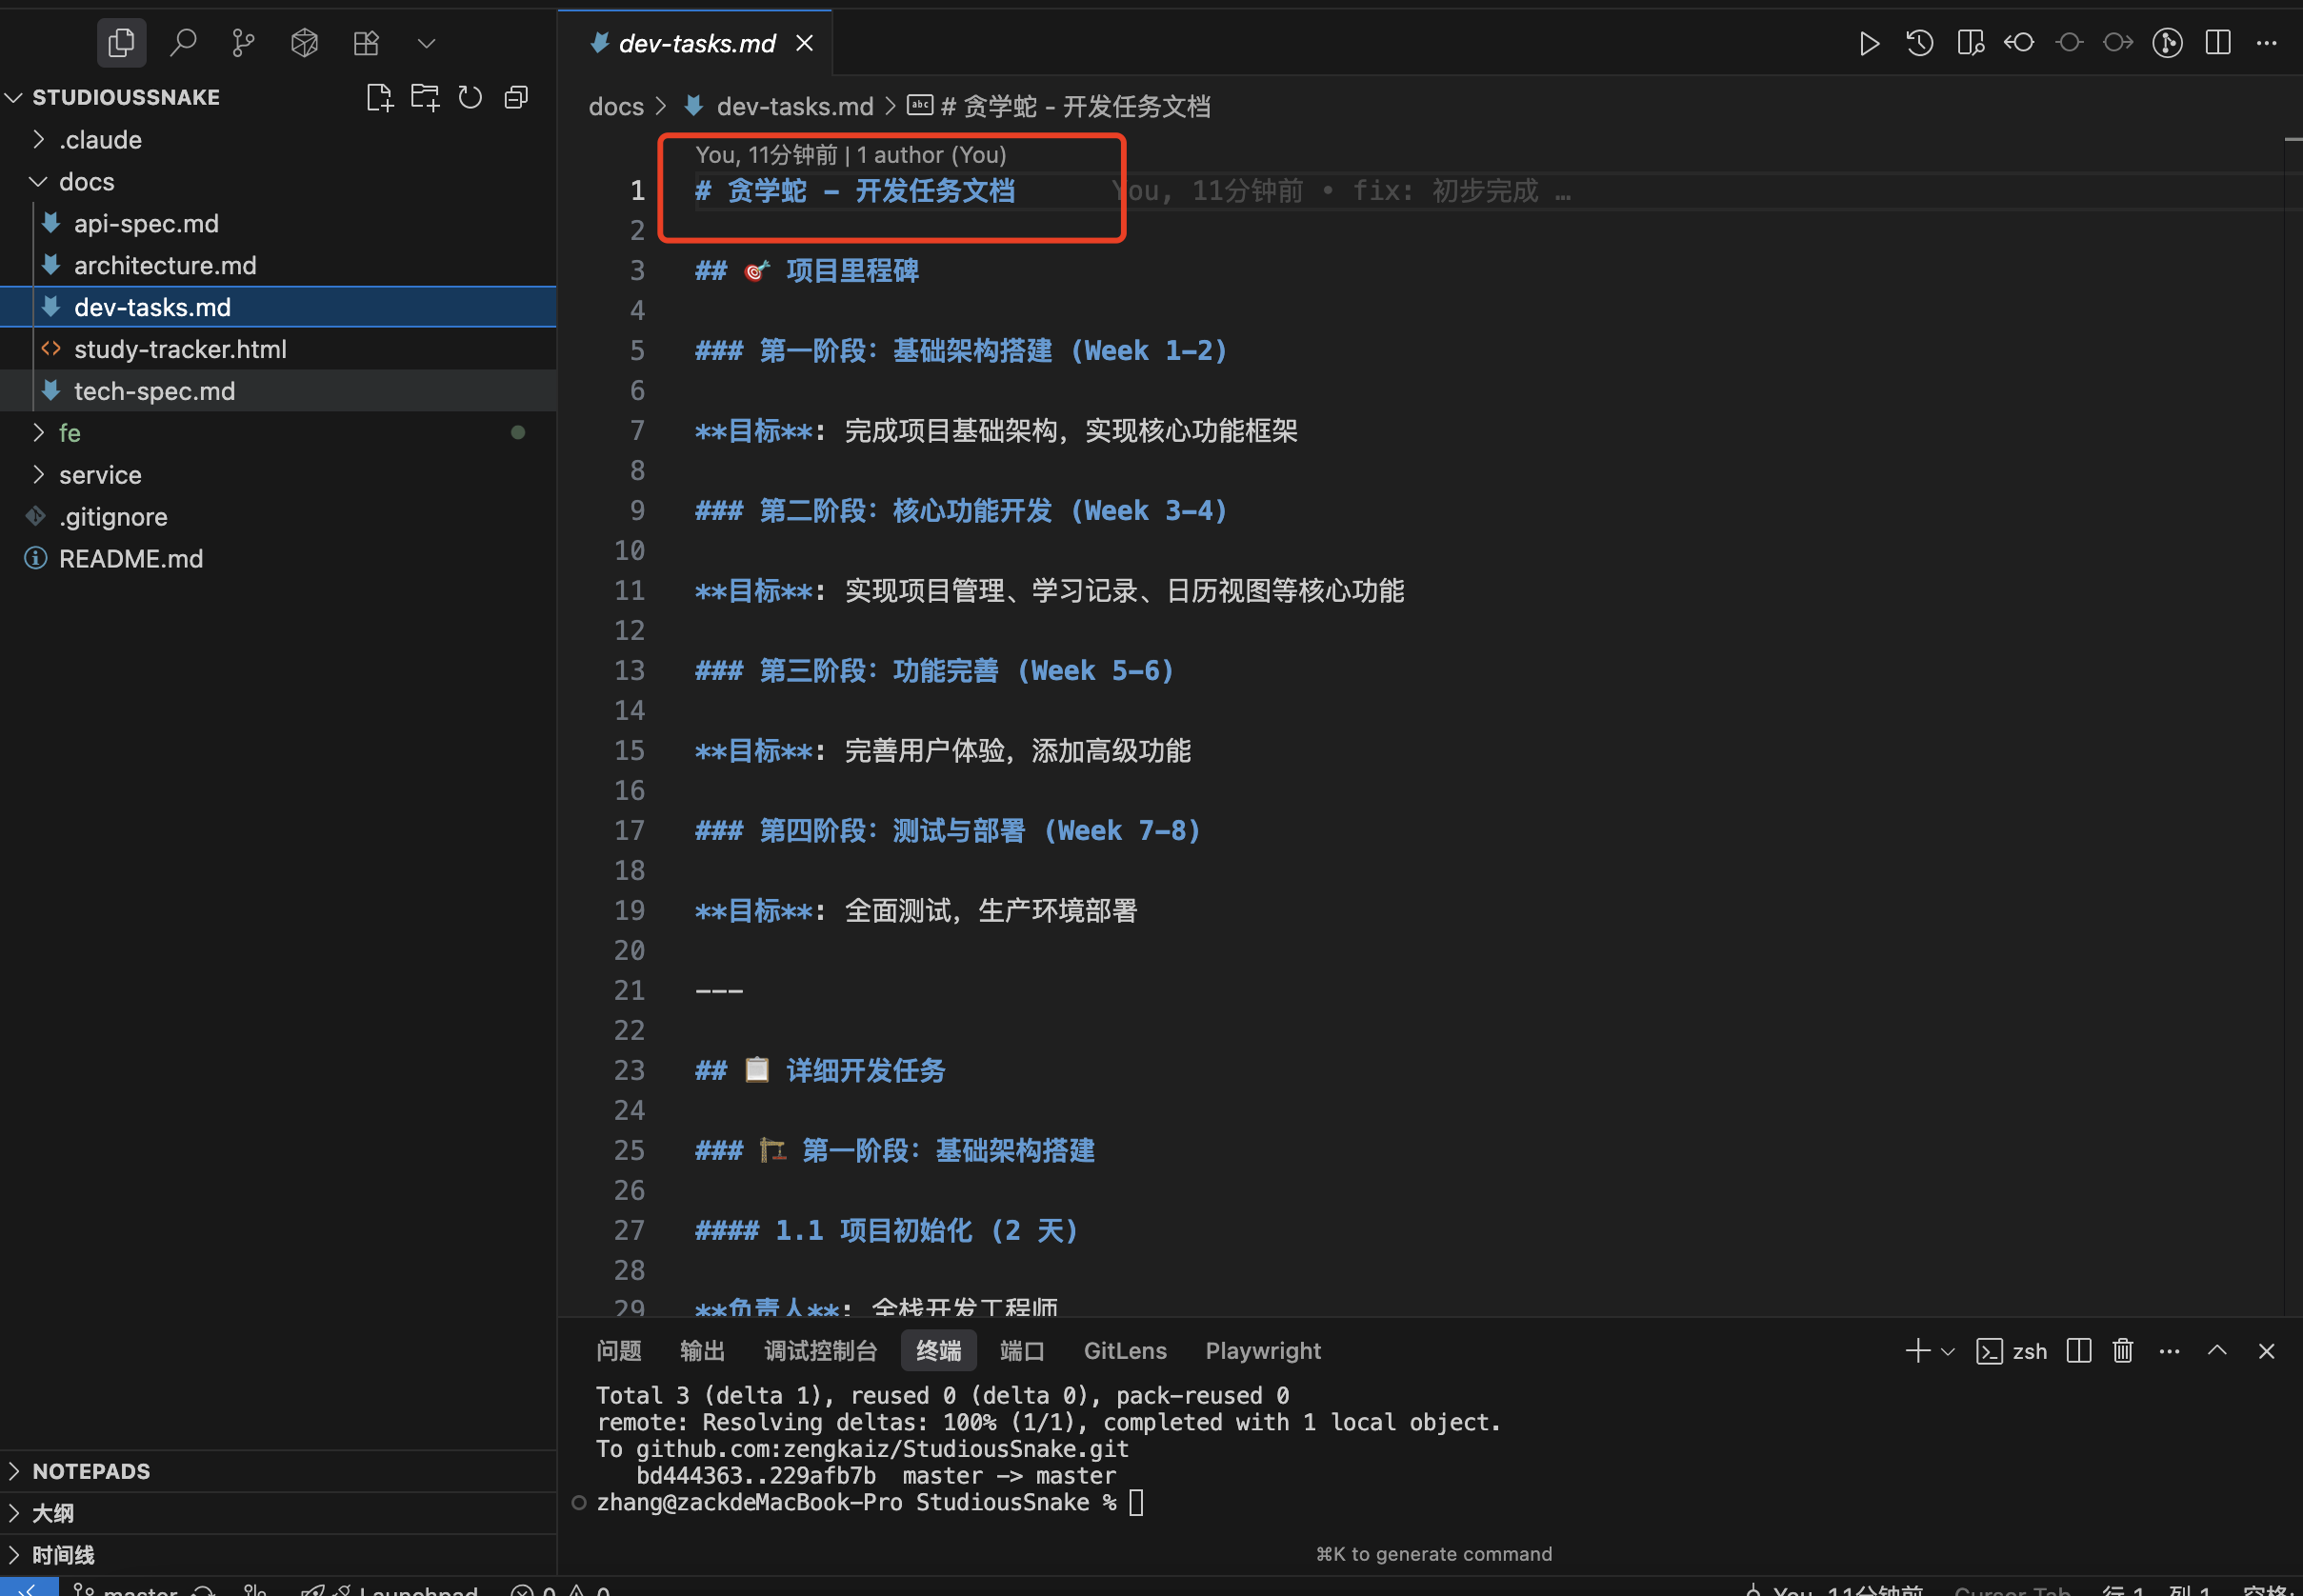 dev-tasks.md
STUDIOUSSNAKE
.claude
docs
api-spec.md
architecture.md
dev-tasks.md
study-tracker.html
tech-spec.md
fe
service
.gitignore
README.md
NOTEPADS
大纲
时间线
docs > dev-tasks.md > # 贪学蛇 - 开发任务文档
You, 11分钟前 | 1 author (You)
1 # 贪学蛇 - 开发任务文档 You, 11分钟前 • fix: 初步完成 …
2
3 ## 🎯 项目里程碑
4
5 ### 第一阶段：基础架构搭建 (Week 1-2)
6
7 **目标**: 完成项目基础架构，实现核心功能框架
8
9 ### 第二阶段：核心功能开发 (Week 3-4)
10
11 **目标**: 实现项目管理、学习记录、日历视图等核心功能
12
13 ### 第三阶段：功能完善 (Week 5-6)
14
15 **目标**: 完善用户体验，添加高级功能
16
17 ### 第四阶段：测试与部署 (Week 7-8)
18
19 **目标**: 全面测试，生产环境部署
20
21 ---
22
23 ## 📋 详细开发任务
24
25 ### 🏗️ 第一阶段：基础架构搭建
26
27 #### 1.1 项目初始化 (2 天)
28
29 **负责人**: 全栈开发工程师
问题 输出 调试控制台 终端 端口 GitLens Playwright zsh
Total 3 (delta 1), reused 0 (delta 0), pack-reused 0
remote: Resolving deltas: 100% (1/1), completed with 1 local object.
To github.com:zengkaiz/StudiousSnake.git
bd444363..229afb7b master -> master
zhang@zackdeMacBook-Pro StudiousSnake %
⌘K to generate command
master Launchpad 0 0 You, 11分钟前 Cursor Tab 行 1, 列 1 空格: